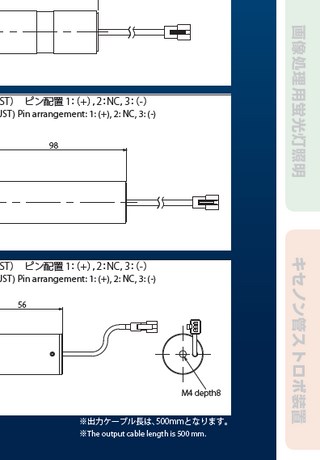 ST) ピン配置 1：(+) , 2：NC, 3：(-)
JST) Pin arrangement: 1: (+), 2: NC, 3: (-)
98
ST) ピン配置 1：(+) , 2：NC, 3：(-)
JST) Pin arrangement: 1: (+), 2: NC, 3: (-)
56
M4 depth8
※出力ケーブル長は、500mmとなります。
※The output cable length is 500 mm.
画像処理用蛍光灯照明
キセノン管ストロボ装置